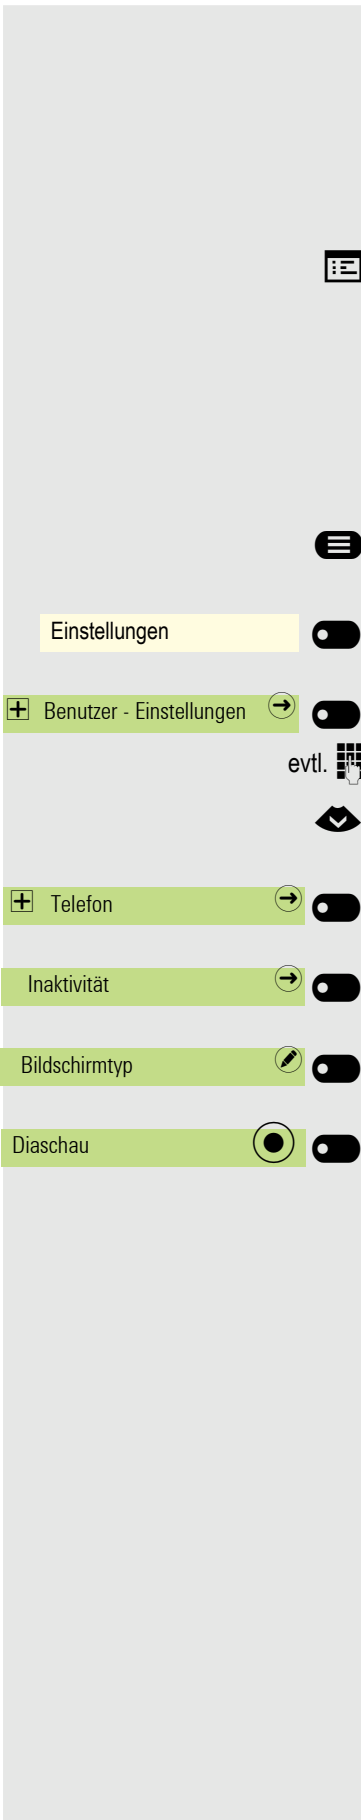 Einstellungen
Benutzer - Einstellungen
evtl.
Telefon
Inaktivität
Bildschirmtyp
Diaschau